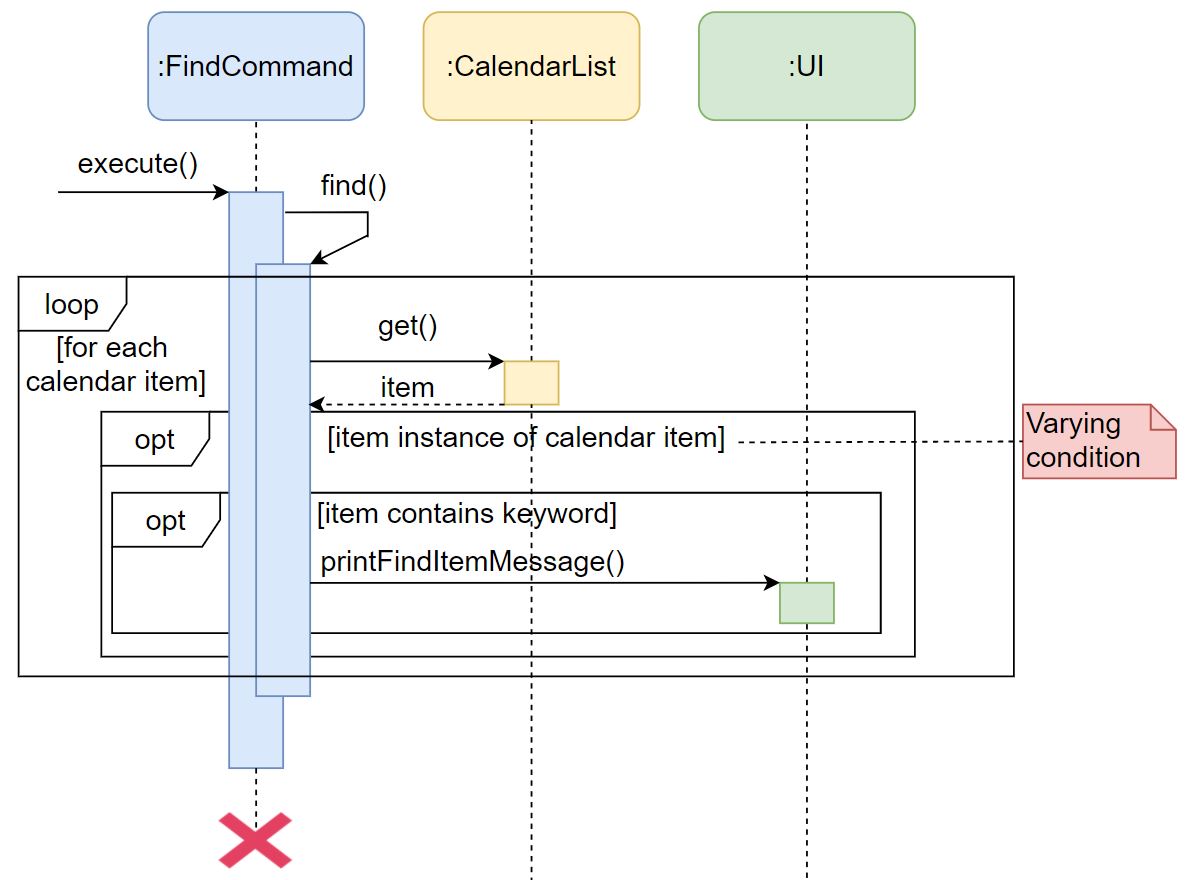 :FindCommand
:CalendarList
:UI
execute()
find()
loop
[for each
calendar item]
get()
item
opt
[item instance of calendar item]
Varying
condition
opt
[item contains keyword]
printFindItemMessage()